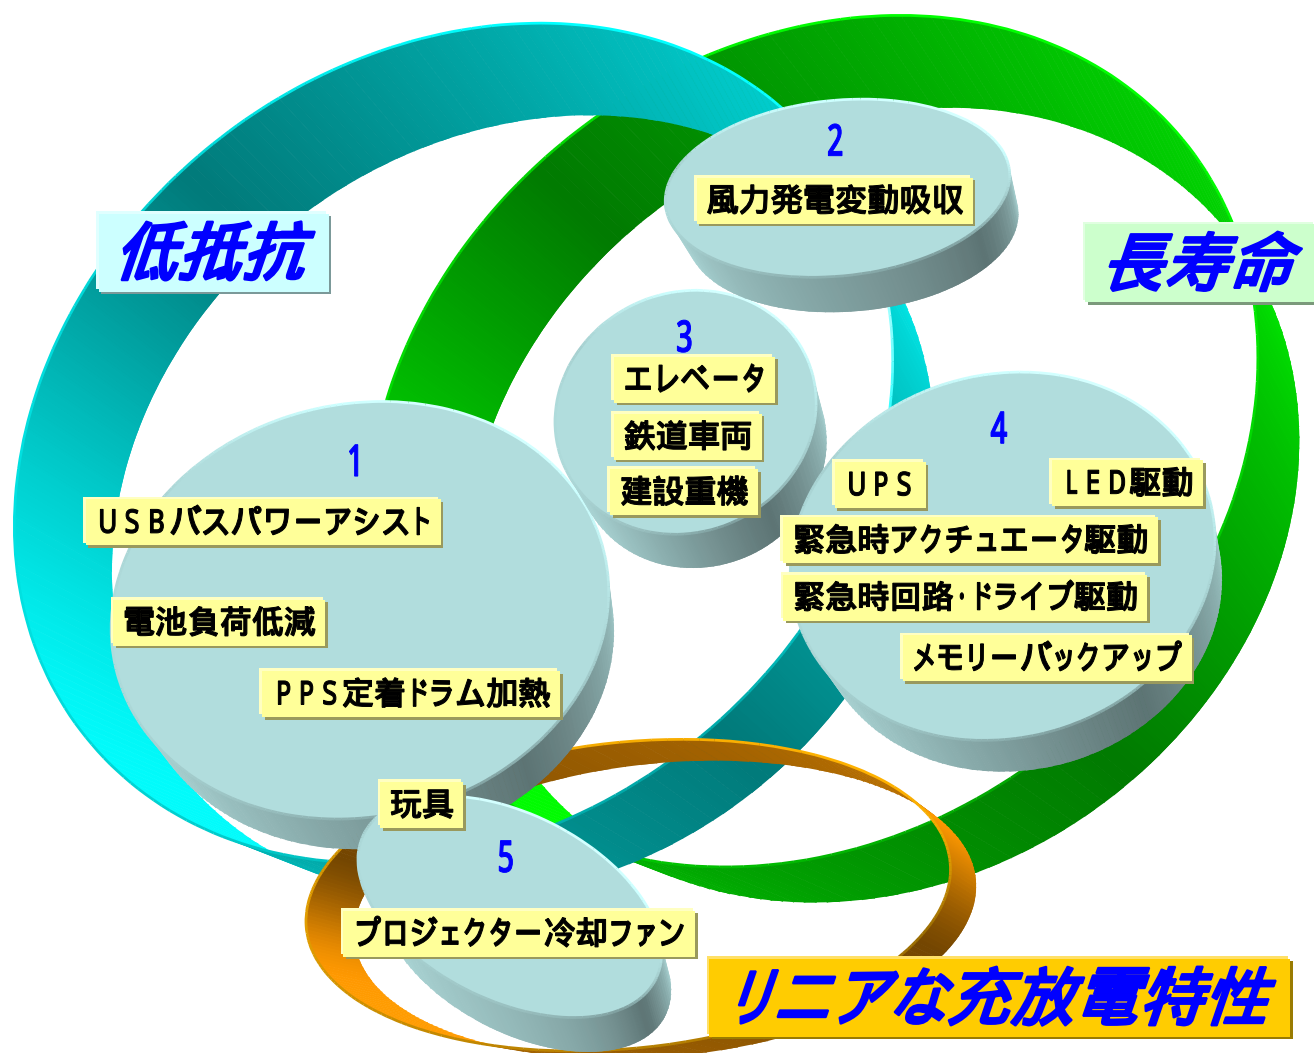 低抵抗
長寿命
2
風力発電変動吸収
3
エレベータ
鉄道車両
建設重機
1
USBバスパワーアシスト
電池負荷低減
PPS定着ドラム加熱
4
UPS
LED駆動
緊急時アクチュエータ駆動
緊急時回路・ドライブ駆動
メモリーバックアップ
玩具
5
プロジェクター冷却ファン
リニアな充放電特性